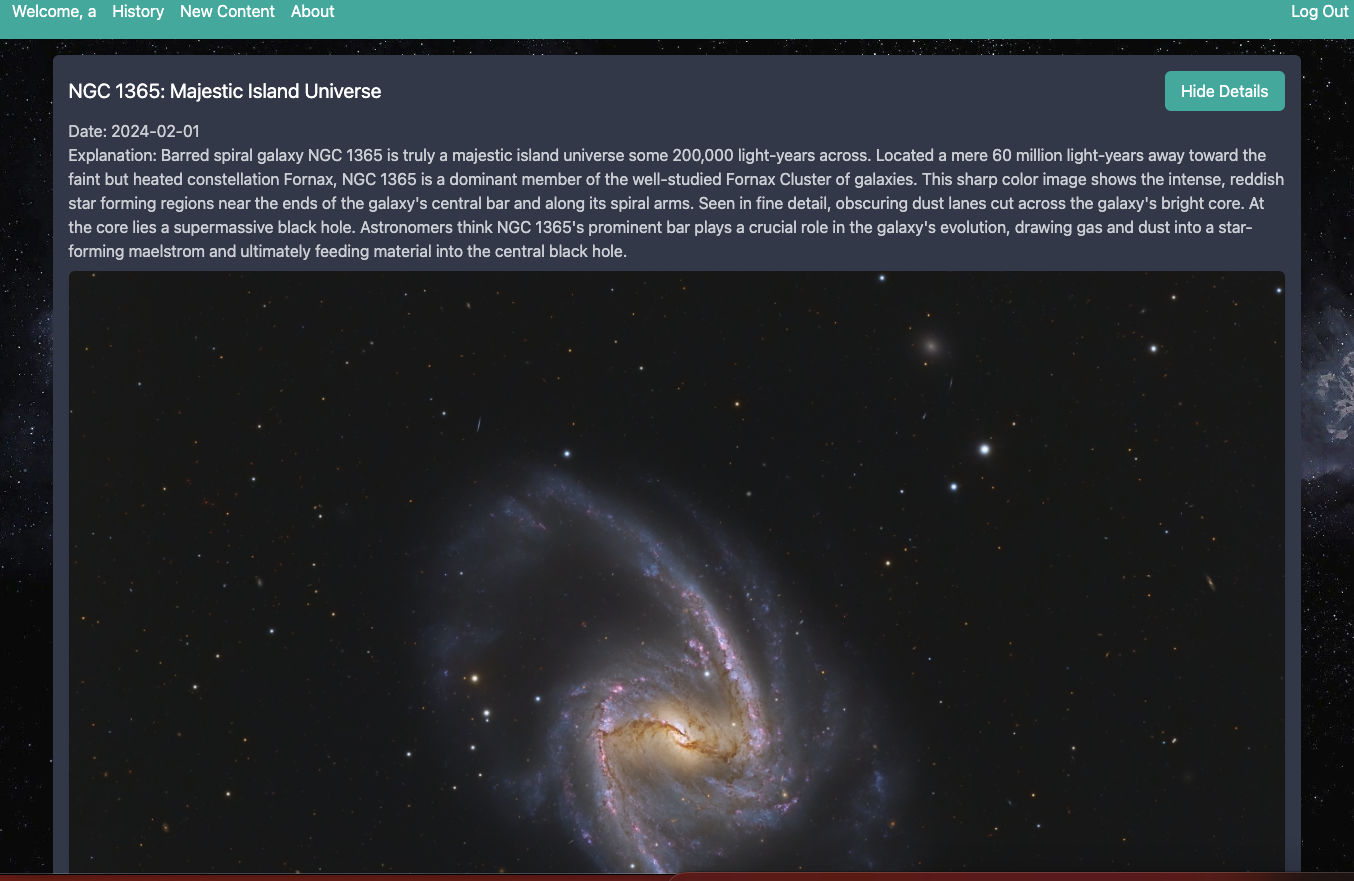 Welcome, a History New Content About Log Out
NGC 1365: Majestic Island Universe
Hide Details
Date: 2024-02-01
Explanation: Barred spiral galaxy NGC 1365 is truly a majestic island universe some 200,000 light-years across. Located a mere 60 million light-years away toward the
faint but heated constellation Fornax, NGC 1365 is a dominant member of the well-studied Fornax Cluster of galaxies. This sharp color image shows the intense, reddish
star forming regions near the ends of the galaxy's central bar and along its spiral arms. Seen in fine detail, obscuring dust lanes cut across the galaxy's bright core. At
the core lies a supermassive black hole. Astronomers think NGC 1365's prominent bar plays a crucial role in the galaxy's evolution, drawing gas and dust into a star-
forming maelstrom and ultimately feeding material into the central black hole.